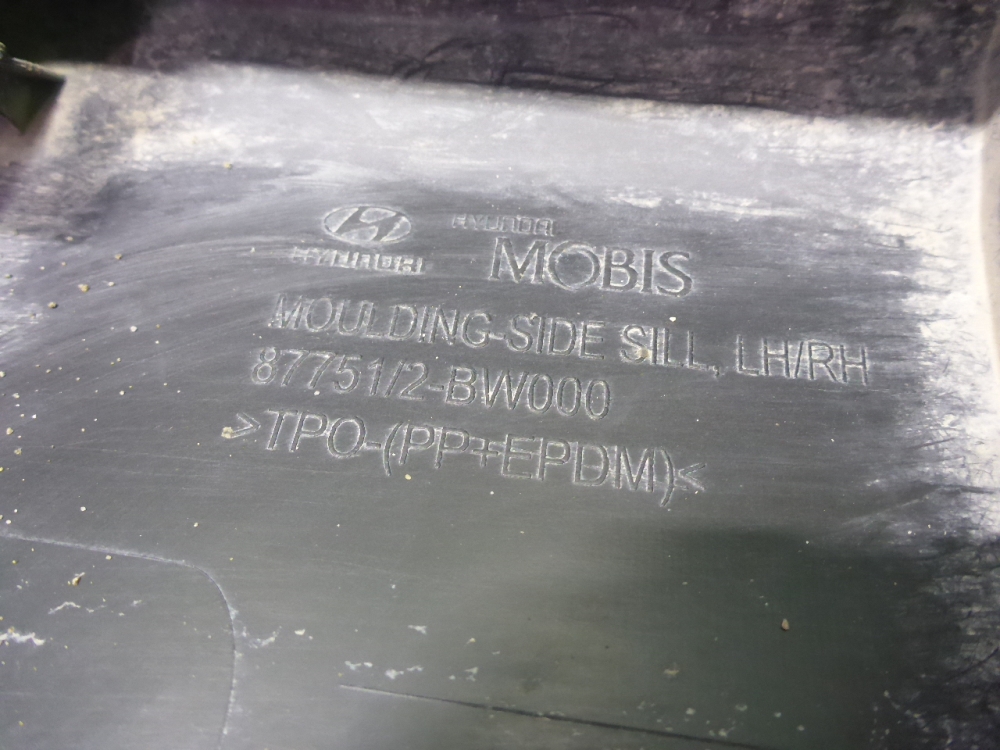 HYUNDAI
HYUNDAI
MOBIS
MOULDING-SIDE SILL, LH/RH
87751/2-BW000
>TPO-(PP+EPDM)<